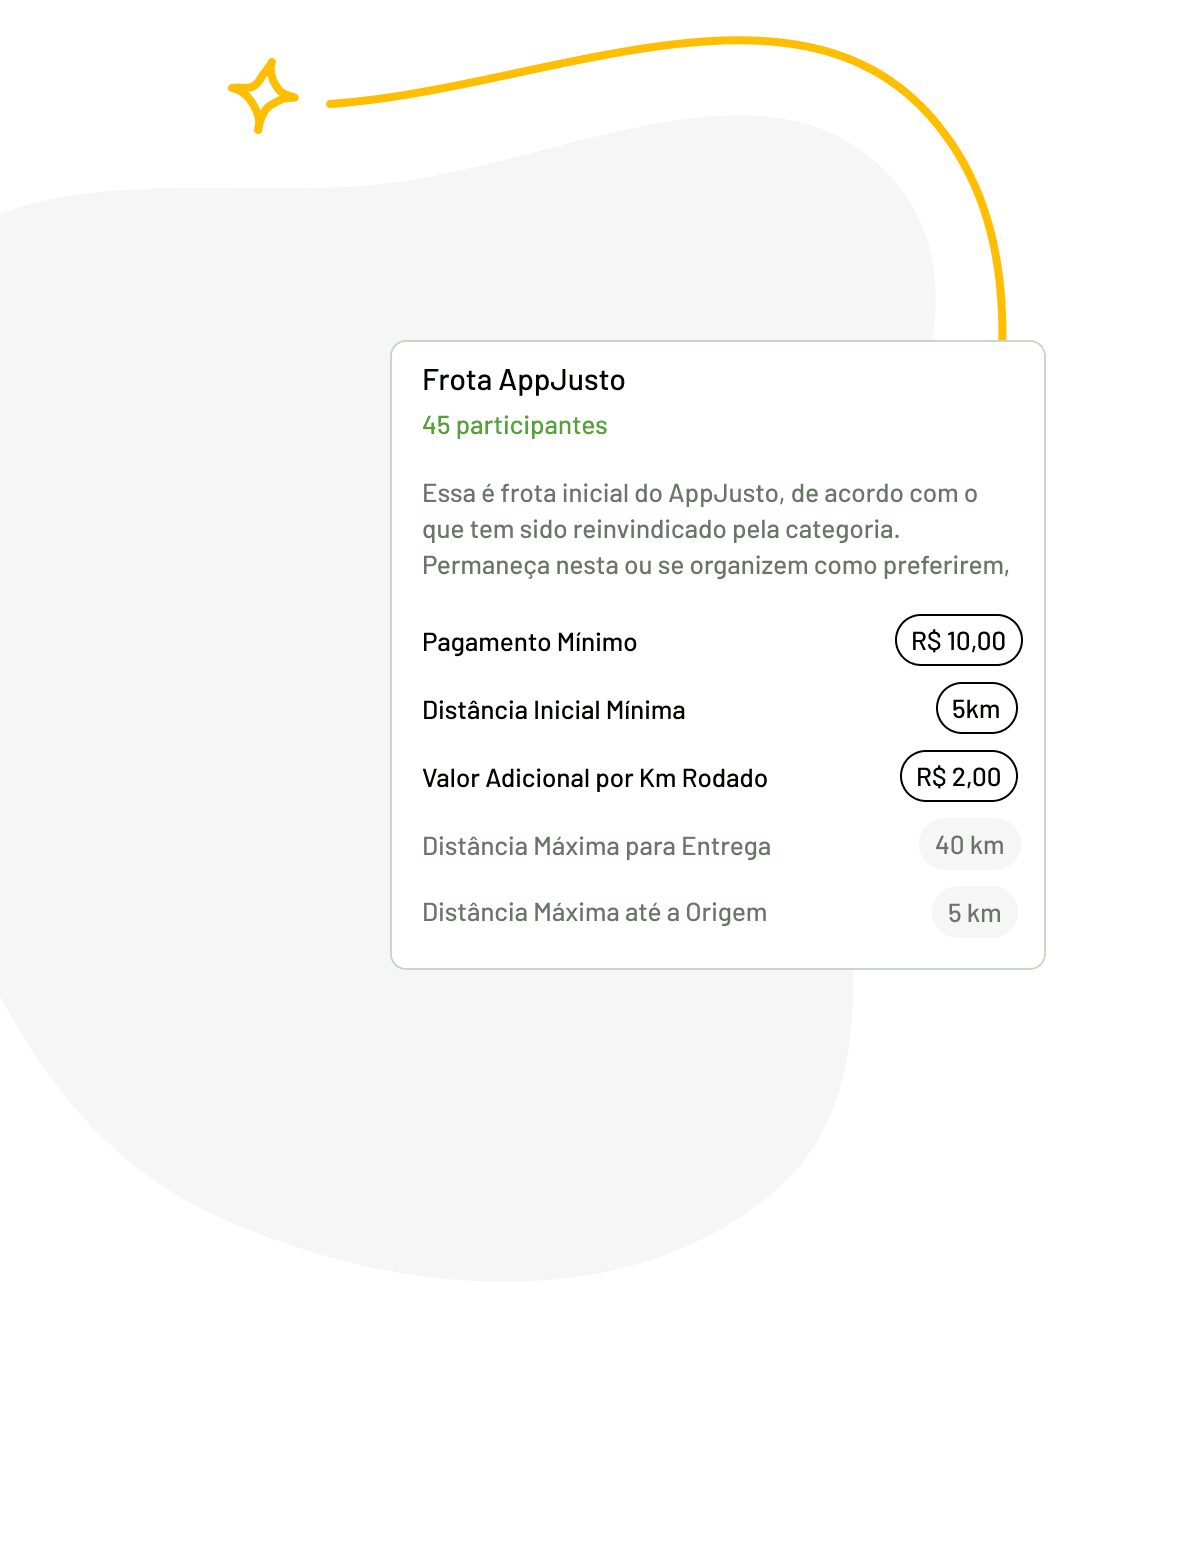 Frota AppJusto
45 participantes
Essa é frota inicial do AppJusto, de acordo com o
que tem sido reinvindicado pela categoria.
Permaneça nesta ou se organizem como preferirem,
Pagamento Mínimo R$ 10,00
Distância Inicial Mínima 5km
Valor Adicional por Km Rodado R$ 2,00
Distância Máxima para Entrega 40 km
Distância Máxima até a Origem 5 km